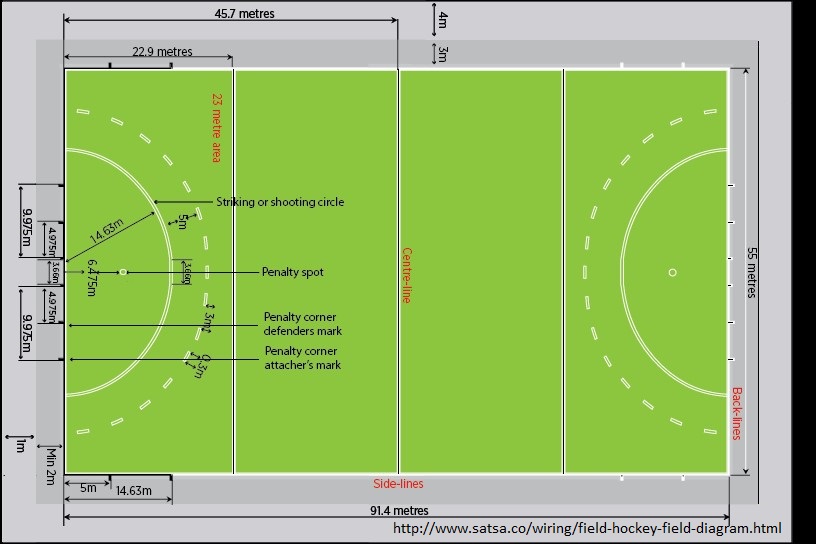 45.7 metres
4m
3m
22.9 metres
23 metre area
Striking or shooting circle
14.63m
5m
9.975m
4.975m
3.66m
6.475m
3.66m
Penalty spot
Centre-line
55 metres
4.975m
9.975m
3m
Penalty corner
defenders mark
Penalty corner
attacher's mark
0.3m
Back-lines
1m
Min 2m
5m
14.63m
Side-lines
91.4 metres
http://www.satsa.co/wiring/field-hockey-field-diagram.html